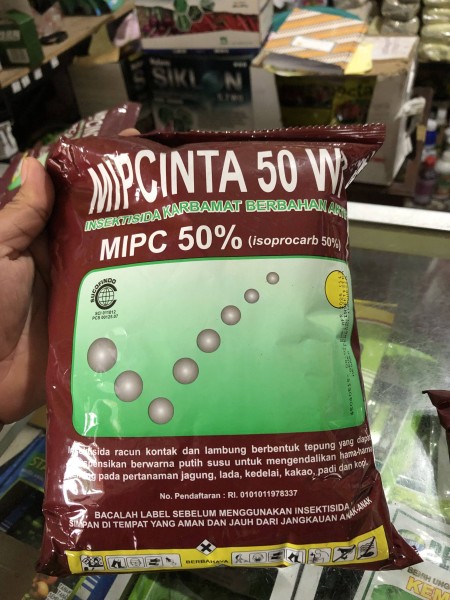 SIKLON
MIPCINTA 50 WP
INSEKTISIDA KARBAMAT BERBAHAN AKTIF
MIPC 50% (isoprocarb 50%)
SUCOFINDO
Insektisida racun kontak dan lambung berbentuk tepung yang dapat
disuspensikan berwarna putih susu untuk mengendalikan hama-hama
pada pertanaman jagung, lada, kedelai, kakao, padi dan kopi.
No. Pendaftaran : RI. 0101011978337
BACALAH LABEL SEBELUM MENGGUNAKAN INSEKTISIDA
SIMPAN DI TEMPAT YANG AMAN DAN JAUH DARI JANGKAUAN ANAK-ANAK
BERBAHAYA